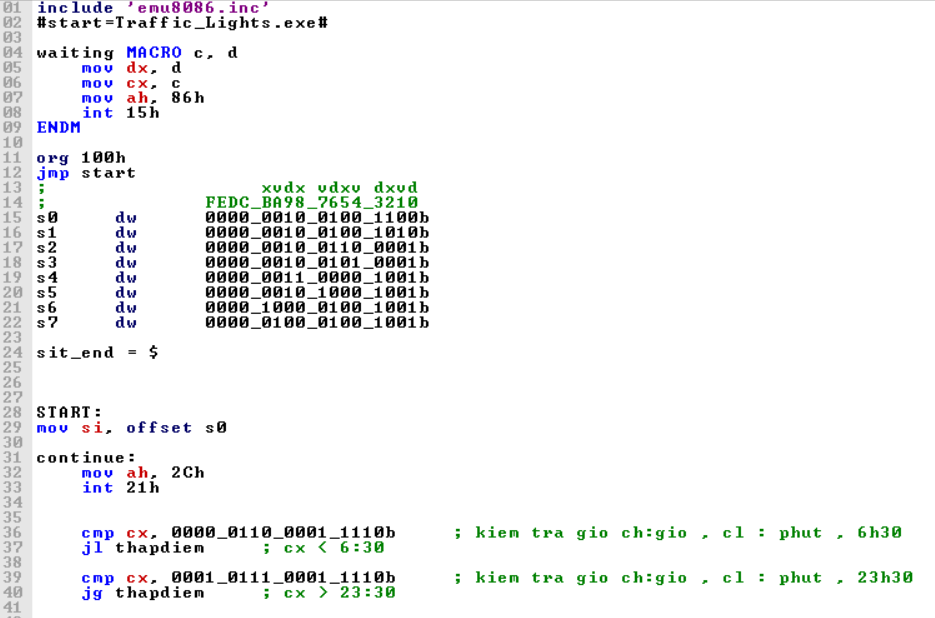 01 include 'emu8086.inc'
02 #start=Traffic_Lights.exe#
03
04 waiting MACRO c, d
05     mov dx, d
06     mov cx, c
07     mov ah, 86h
08     int 15h
09 ENDM
10
11 org 100h
12 jmp start
13 ;                   xvdx vdxv dxvd
14 ;              FEDC_BA98_7654_3210
15 s0     dw      0000_0010_0100_1100b
16 s1     dw      0000_0010_0100_1010b
17 s2     dw      0000_0010_0110_0001b
18 s3     dw      0000_0010_0101_0001b
19 s4     dw      0000_0011_0000_1001b
20 s5     dw      0000_0010_1000_1001b
21 s6     dw      0000_1000_0100_1001b
22 s7     dw      0000_0100_0100_1001b
23
24 sit_end = $
25
26
27
28 START:
29 mov si, offset s0
30
31 continue:
32     mov ah, 2Ch
33     int 21h
34
35
36     cmp cx, 0000_0110_0001_1110b     ; kiem tra gio ch:gio , cl : phut , 6h30
37     jl thapdiem     ; cx < 6:30
38
39     cmp cx, 0001_0111_0001_1110b     ; kiem tra gio ch:gio , cl : phut , 23h30
40     jg thapdiem     ; cx > 23:30
41